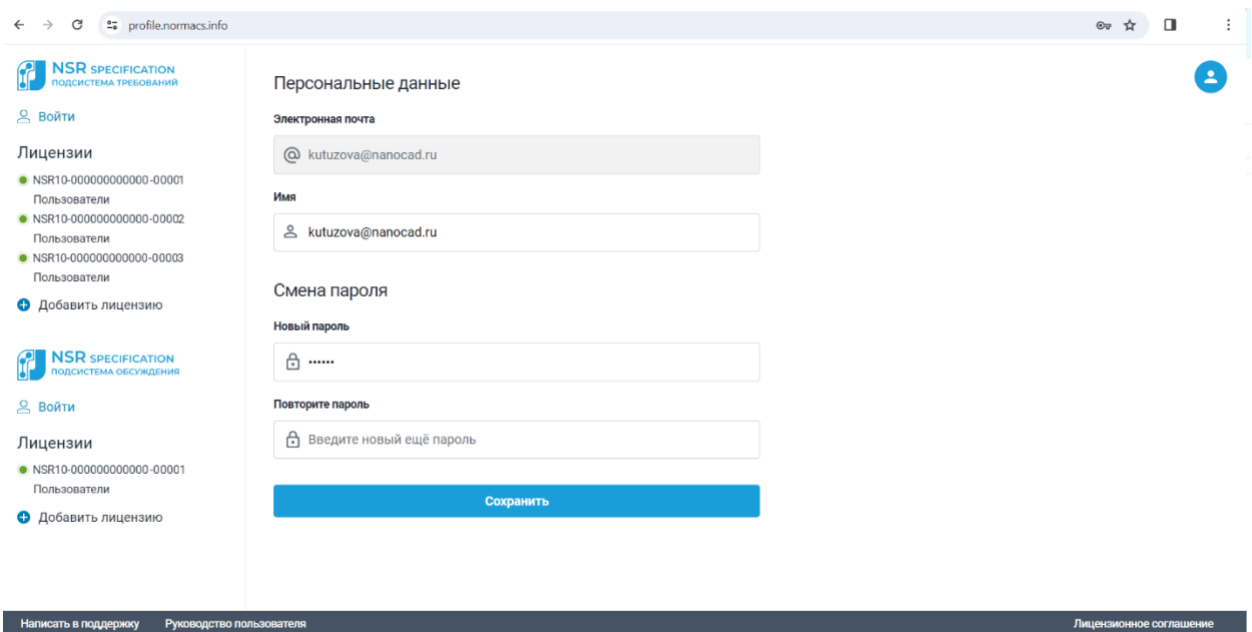 profile.normacs.info
NSR SPECIFICATION
ПОДСИСТЕМА ТРЕБОВАНИЙ
Войти
Лицензии
NSR10-000000000000-00001
Пользователи
NSR10-000000000000-00002
Пользователи
NSR10-000000000000-00003
Пользователи
Добавить лицензию
NSR SPECIFICATION
ПОДСИСТЕМА ОБСУЖДЕНИЯ
Войти
Лицензии
NSR10-000000000000-00001
Пользователи
Добавить лицензию
Персональные данные
Электронная почта
kutuzova@nanocad.ru
Имя
kutuzova@nanocad.ru
Смена пароля
Новый пароль
••••••
Повторите пароль
Введите новый ещё пароль
Сохранить
Написать в поддержку
Руководство пользователя
Лицензионное соглашение